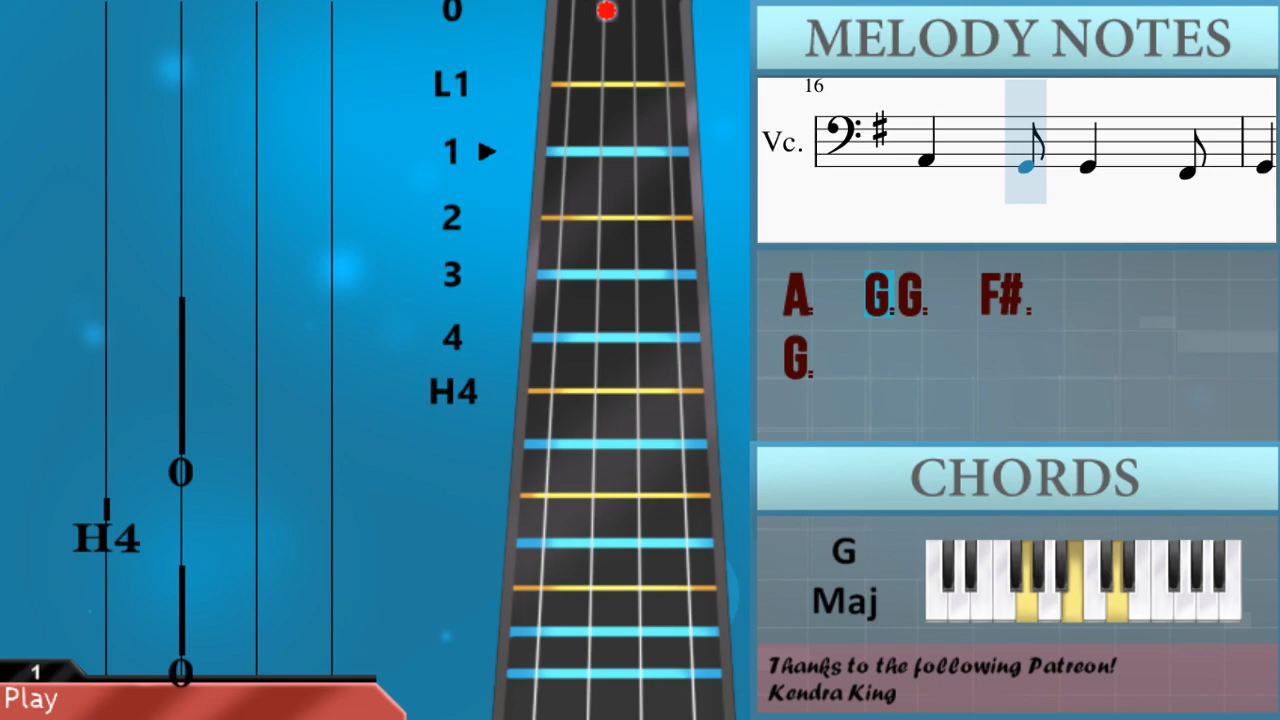 0
L1
1 ►
2
3
4
H4
0
H4
0
1
Play
MELODY NOTES
16
Vc.
A. G. G. F#.
G.
CHORDS
G
Maj
Thanks to the following Patreon!
Kendra King